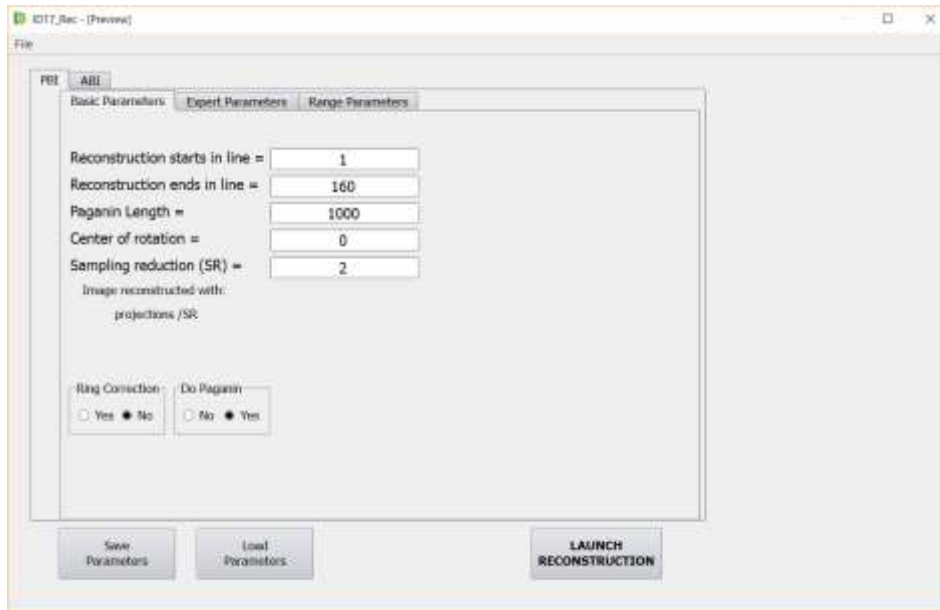 ID17_Rec - [Preview]
File
PBI ABI
Basic Parameters Expert Parameters Range Parameters
Reconstruction starts in line = 1
Reconstruction ends in line = 160
Paganin Length = 1000
Center of rotation = 0
Sampling reduction (SR) = 2
Image reconstructed with:
projections /SR
Ring Correction Do Paganin
Yes No No Yes
Save Parameters
Load Parameters
LAUNCH RECONSTRUCTION